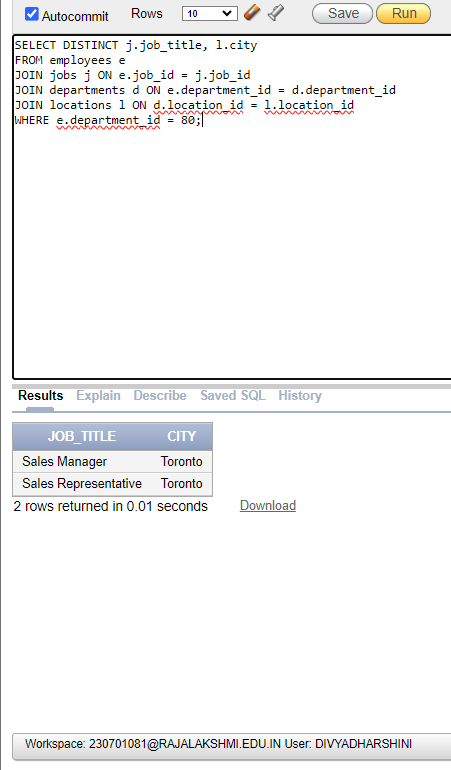 Autocommit Rows 10 Save Run
SELECT DISTINCT j.job_title, l.city
FROM employees e
JOIN jobs j ON e.job_id = j.job_id
JOIN departments d ON e.department_id = d.department_id
JOIN locations l ON d.location_id = l.location_id
WHERE e.department_id = 80;
Results Explain Describe Saved SQL History
JOB_TITLE CITY
Sales Manager Toronto
Sales Representative Toronto
2 rows returned in 0.01 seconds Download
Workspace: 230701081@RAJALAKSHMI.EDU.IN User: DIVYADHARSHINI